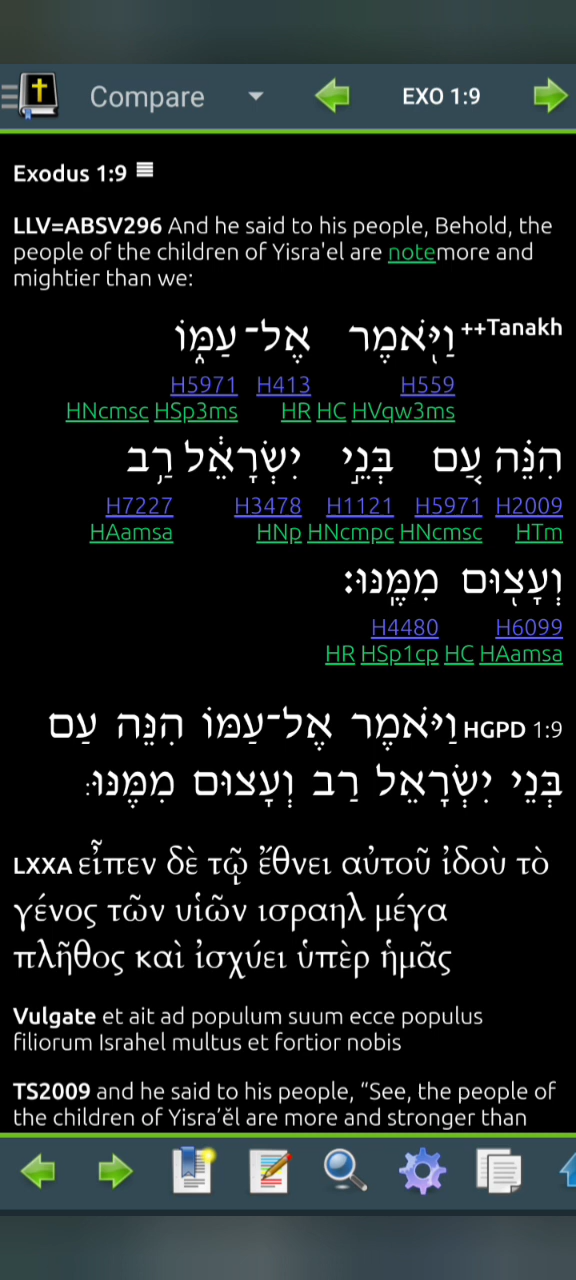 Compare
EXO 1:9
Exodus 1:9
LLV=ABSV296 And he said to his people, Behold, the
people of the children of Yisra'el are notemore and
mightier than we:
++Tanakh וַיֹּ֖אמֶר אֶל־ עַמּ֑וֹ
H5971 H413 H559
HNcmsc HSp3ms HR HC HVqw3ms
הִנֵּ֗ה עַ֚ם בְּנֵ֣י יִשְׂרָאֵ֔ל רַ֥ב
H7227 H3478 H1121 H5971 H2009
HAamsa HNp HNcmpc HNcmsc HTm
וְעָצ֖וּם מִמֶּֽנּוּ׃
H4480 H6099
HR HSp1cp HC HAamsa
HGPD 1:9 וַיֹּאמֶר אֶל־עַמּוֹ הִנֵּה עַם
בְּנֵי יִשְׂרָאֵל רַב וְעָצוּם מִמֶּנּוּ׃
LXXA εἶπεν δὲ τῷ ἔθνει αὐτοῦ ἰδοὺ τὸ
γένος τῶν υἱῶν ισραηλ μέγα
πλῆθος καὶ ἰσχύει ὑπὲρ ἡμᾶς
Vulgate et ait ad populum suum ecce populus
filiorum Israhel multus et fortior nobis
TS2009 and he said to his people, “See, the people of
the children of Yisra’ĕl are more and stronger than